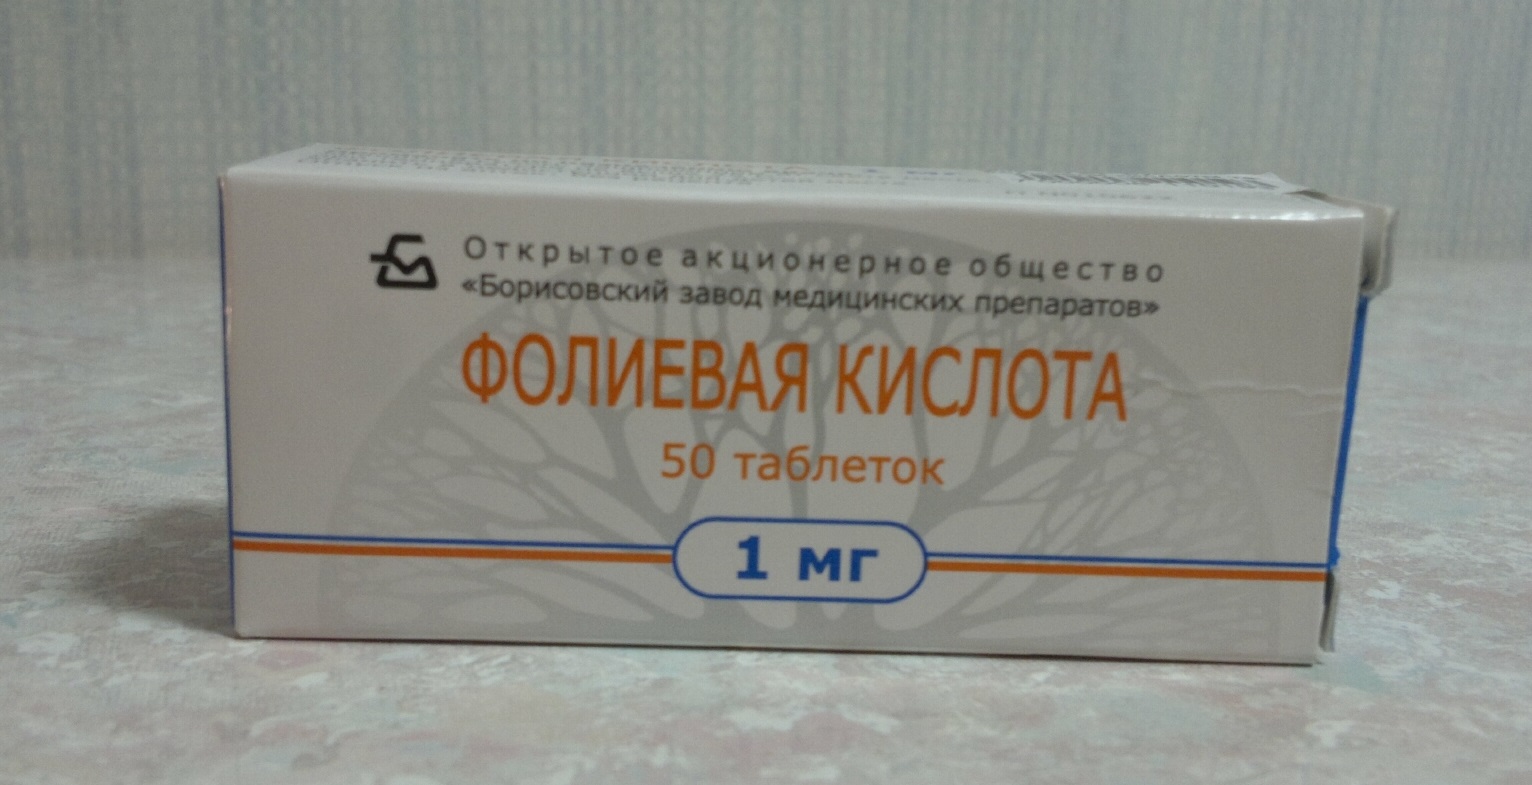 Открытое акционерное общество
«Борисовский завод медицинских препаратов»
ФОЛИЕВАЯ КИСЛОТА
50 таблеток
1 мг